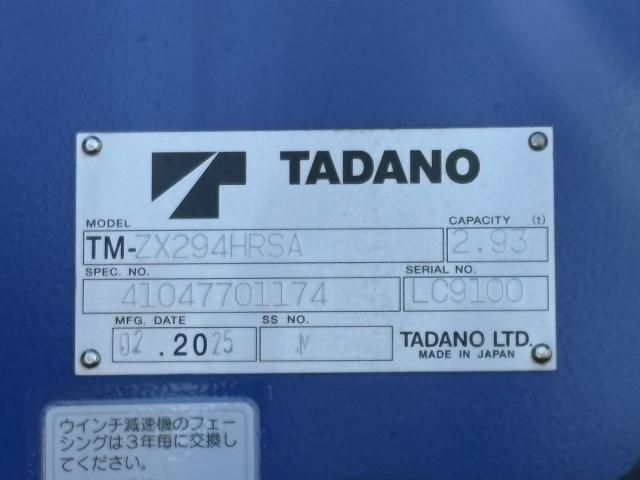 TADANO
MODEL
CAPACITY (t)
TM-ZX294HRSA
2.93
SPEC. NO.
SERIAL NO.
41047701174
LC9100
MFG. DATE
SS NO.
02.2025
N
TADANO LTD.
MADE IN JAPAN
ウインチ減速機のフェー
シングは3年毎に交換し
てください。